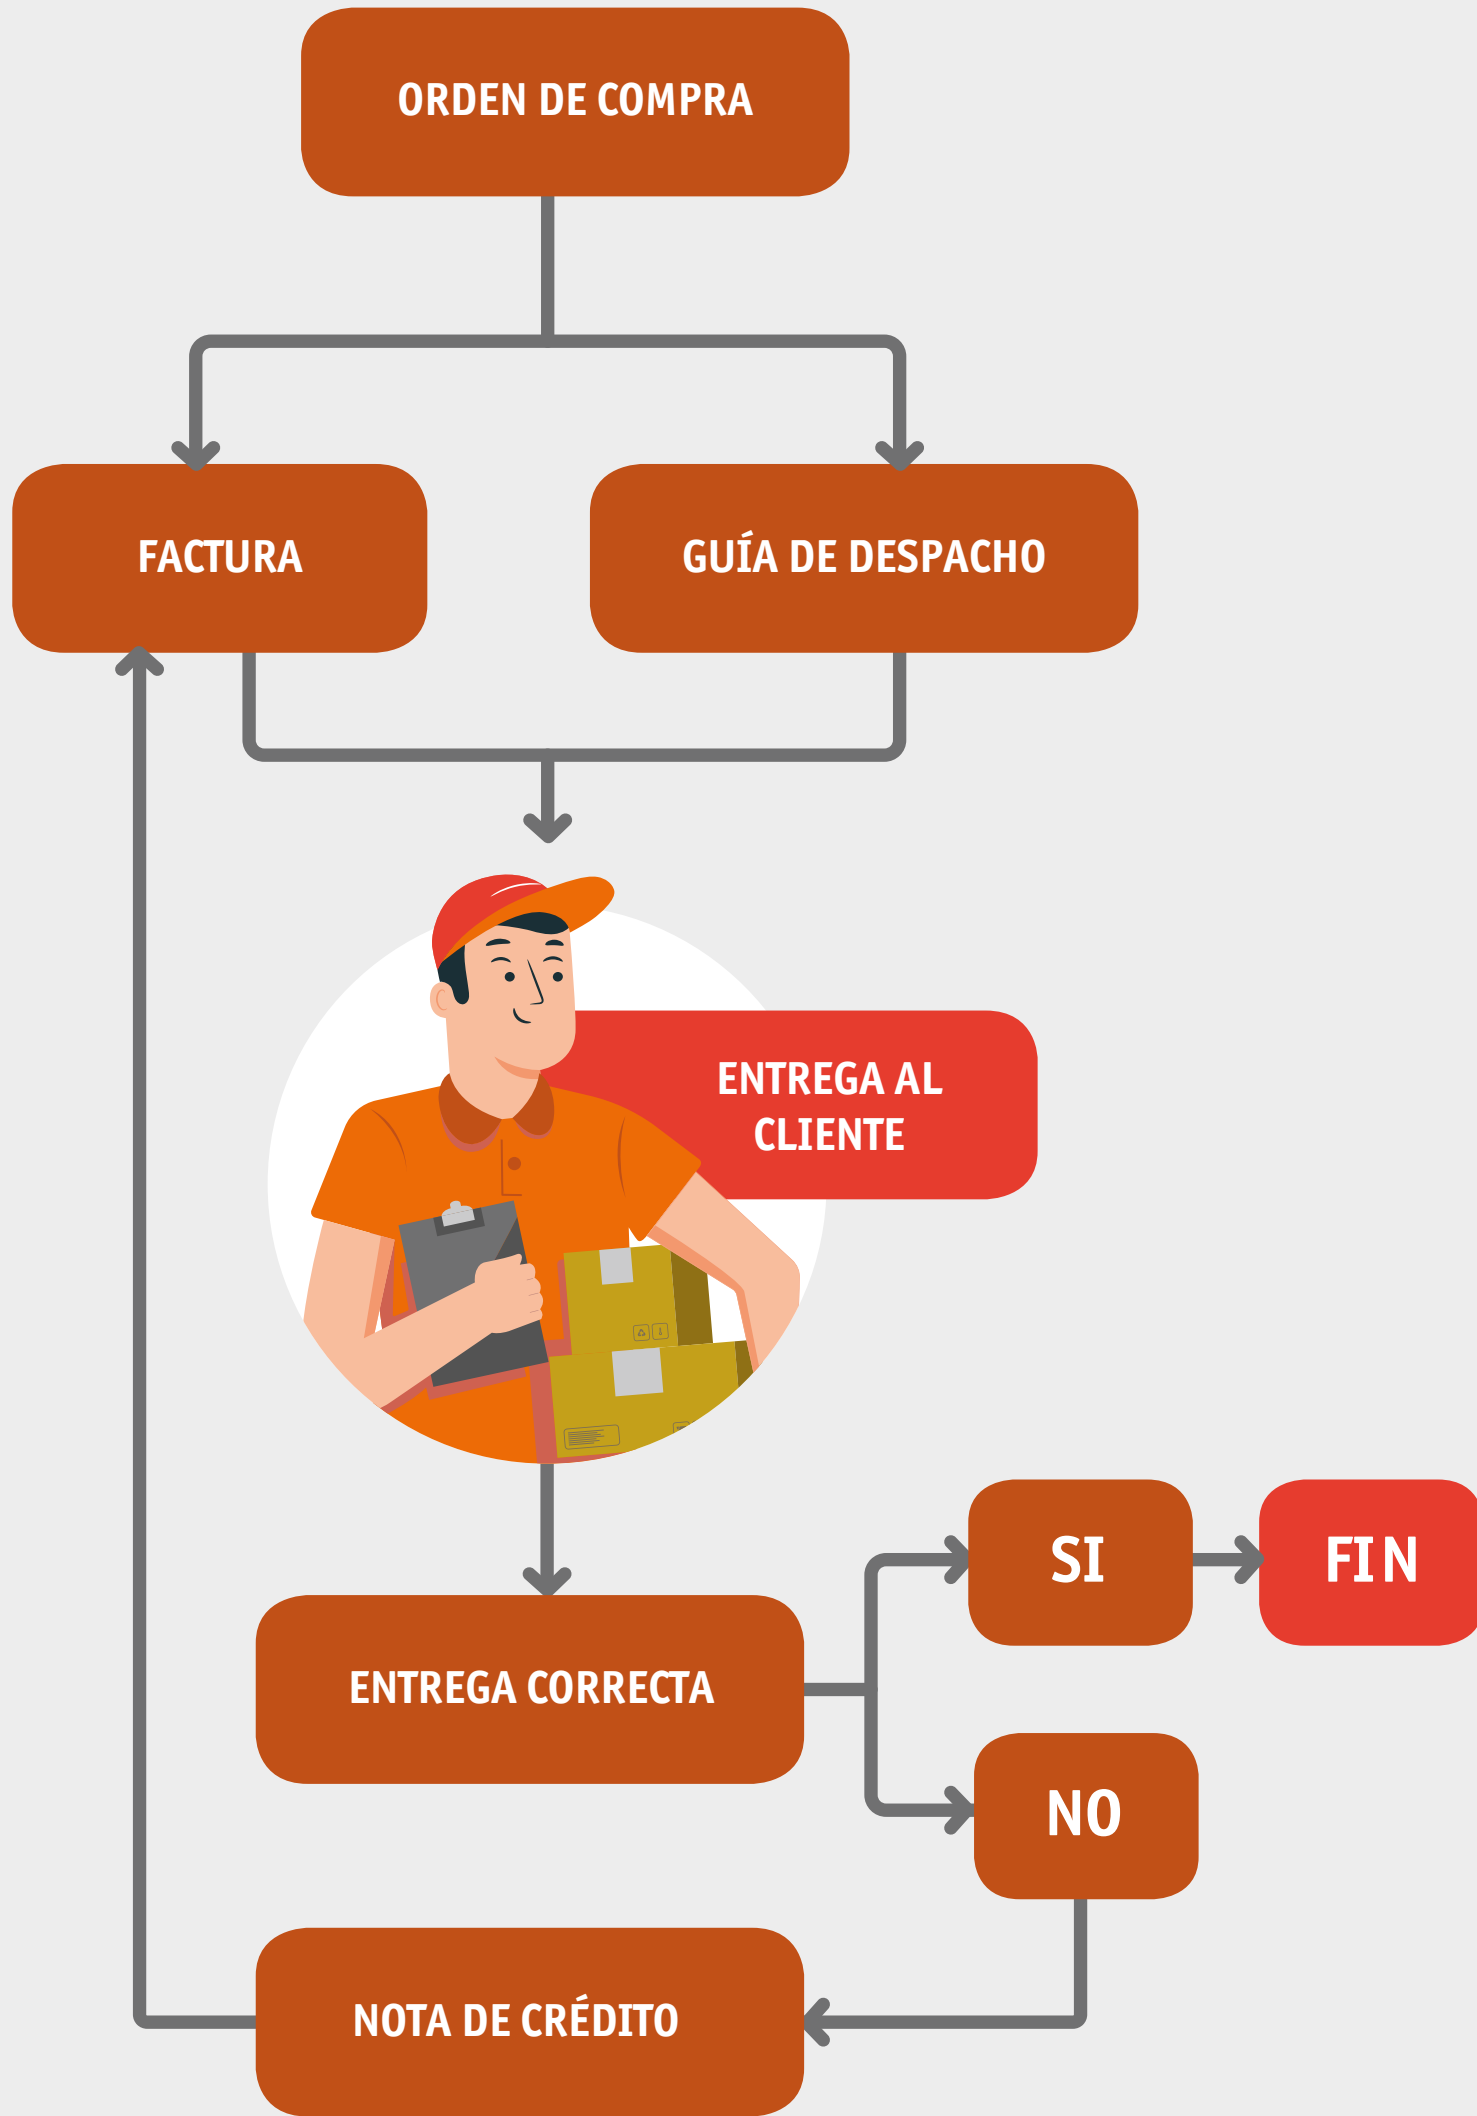 ORDEN DE COMPRA
FACTURA
GUÍA DE DESPACHO
ENTREGA AL
CLIENTE
SI
FIN
ENTREGA CORRECTA
NO
NOTA DE CRÉDITO